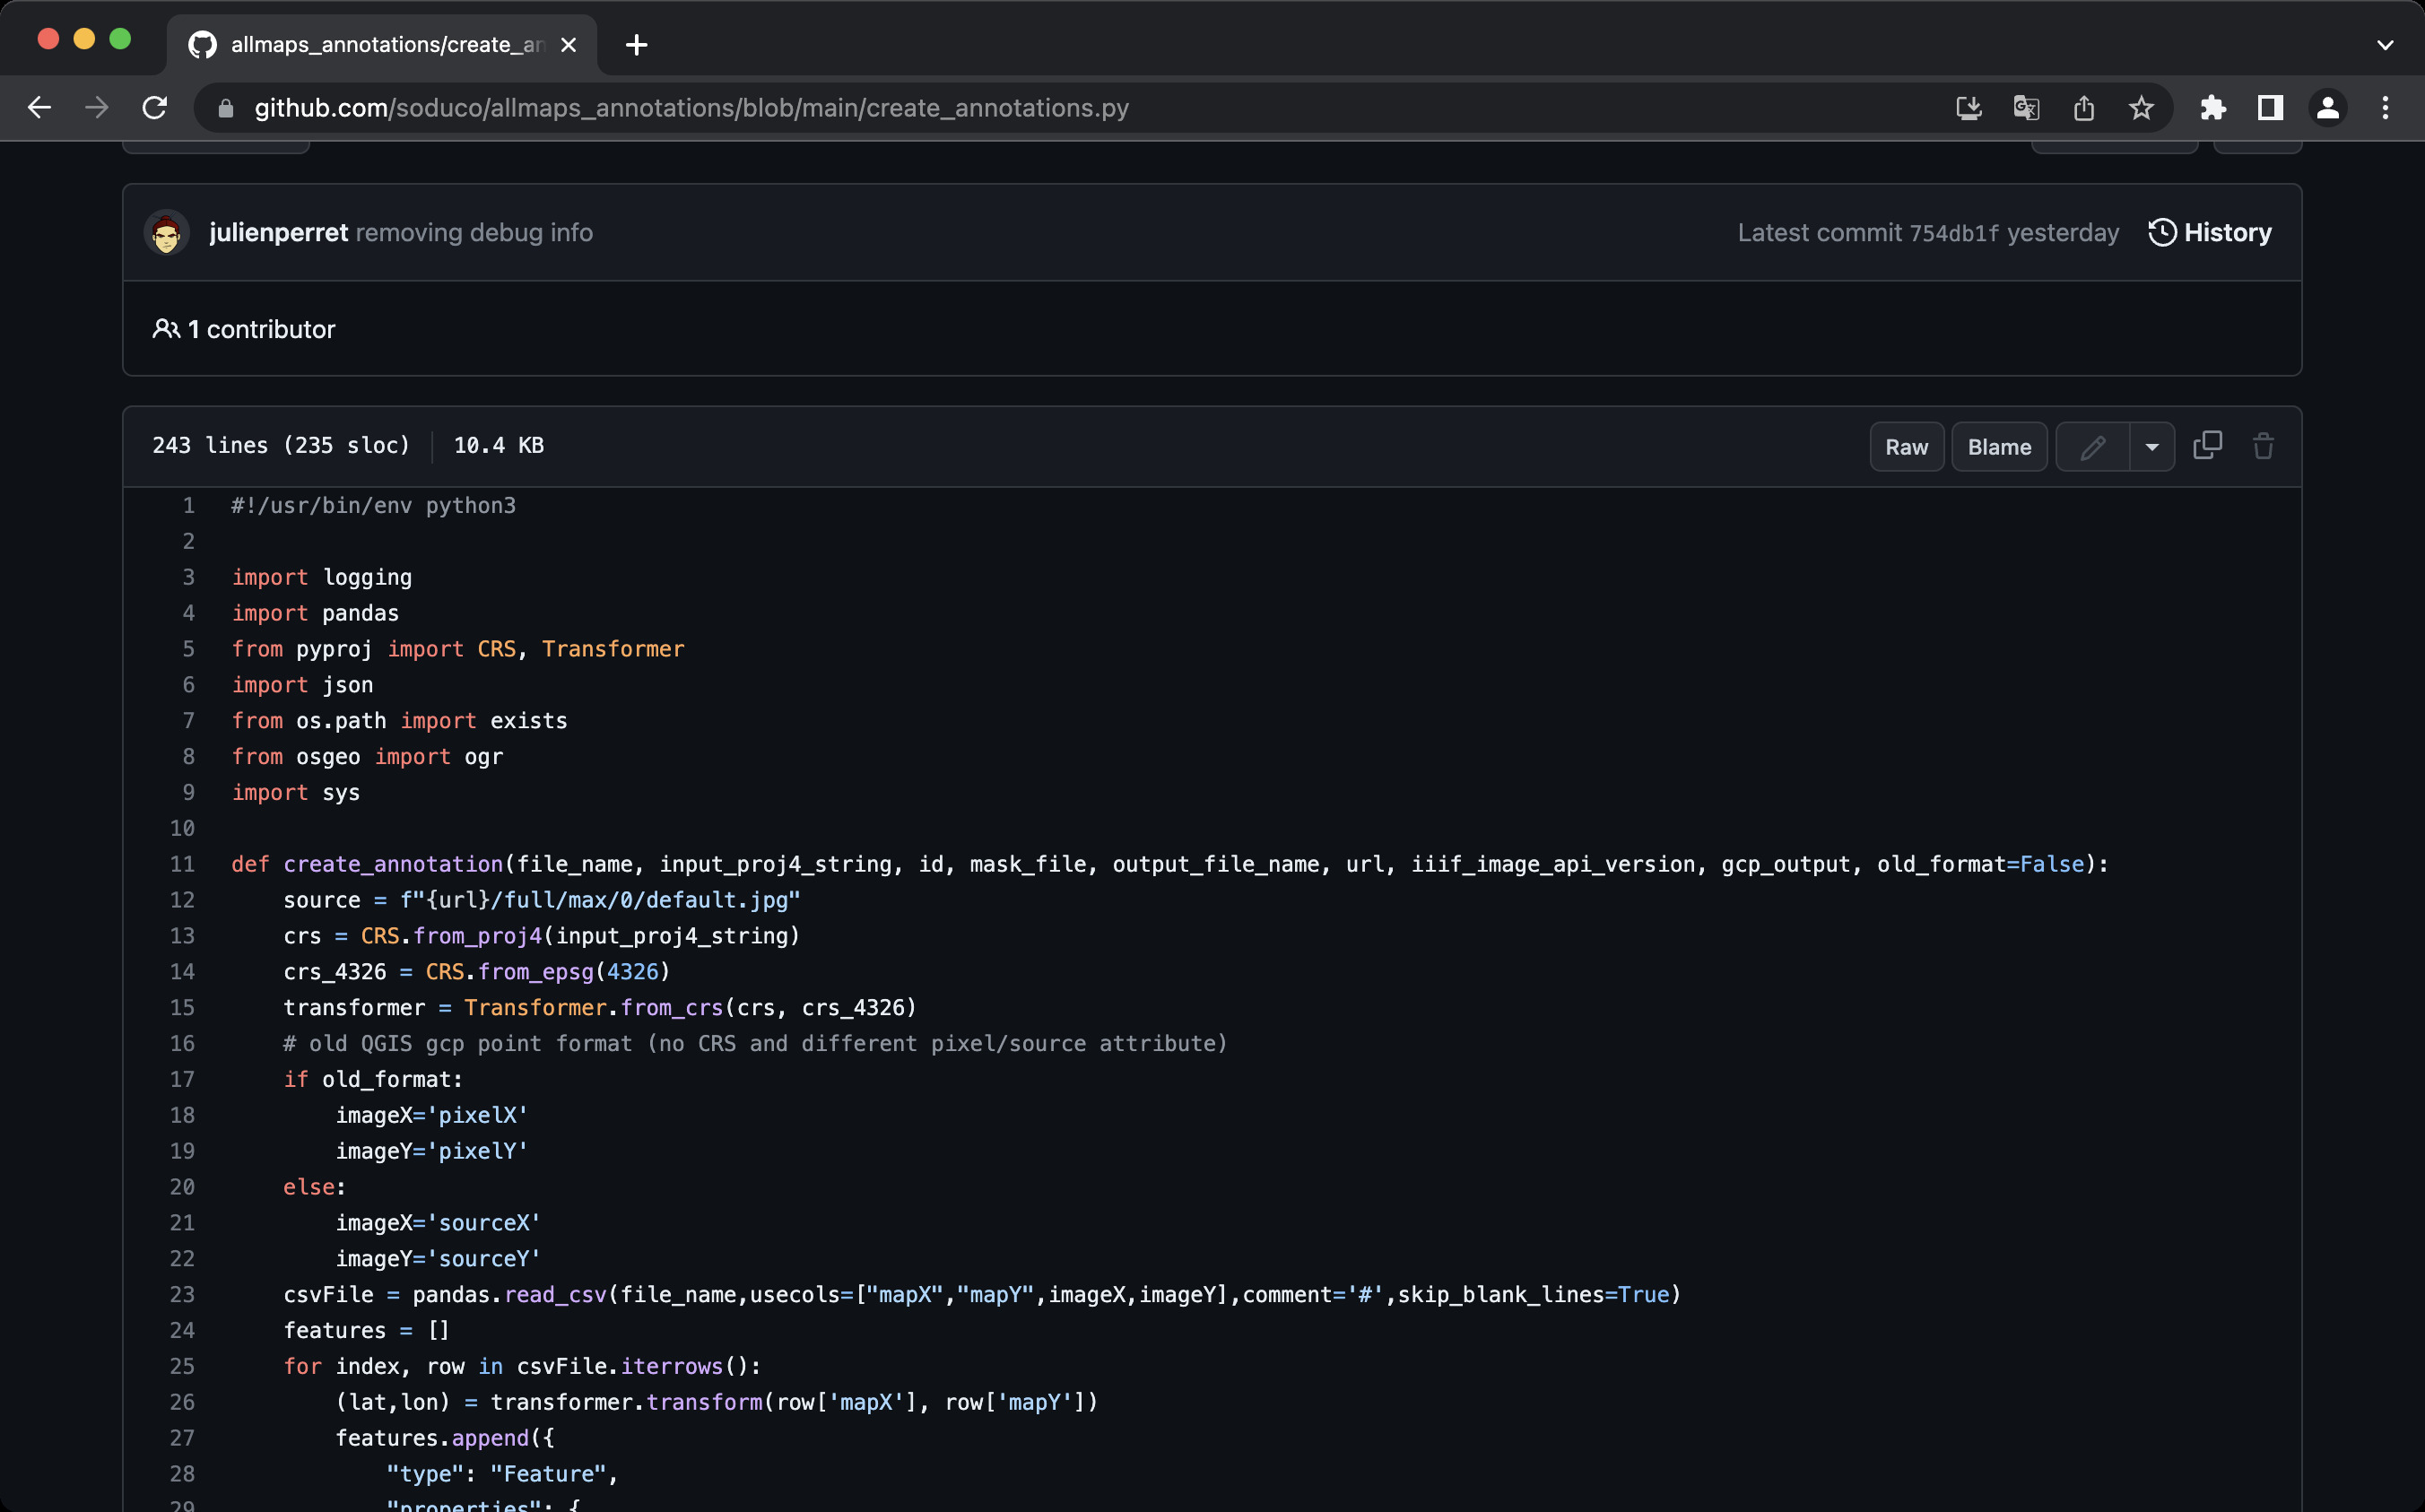 allmaps_annotations/create_an
github.com/soduco/allmaps_annotations/blob/main/create_annotations.py
julienperret removing debug info
Latest commit 754db1f yesterday
History
1 contributor
243 lines (235 sloc)
10.4 KB
Raw
Blame
1 #!/usr/bin/env python3
2
3 import logging
4 import pandas
5 from pyproj import CRS, Transformer
6 import json
7 from os.path import exists
8 from osgeo import ogr
9 import sys
10
11 def create_annotation(file_name, input_proj4_string, id, mask_file, output_file_name, url, iiif_image_api_version, gcp_output, old_format=False):
12     source = f"{url}/full/max/0/default.jpg"
13     crs = CRS.from_proj4(input_proj4_string)
14     crs_4326 = CRS.from_epsg(4326)
15     transformer = Transformer.from_crs(crs, crs_4326)
16     # old QGIS gcp point format (no CRS and different pixel/source attribute)
17     if old_format:
18         imageX='pixelX'
19         imageY='pixelY'
20     else:
21         imageX='sourceX'
22         imageY='sourceY'
23     csvFile = pandas.read_csv(file_name,usecols=["mapX","mapY",imageX,imageY],comment='#',skip_blank_lines=True)
24     features = []
25     for index, row in csvFile.iterrows():
26         (lat,lon) = transformer.transform(row['mapX'], row['mapY'])
27         features.append({
28             "type": "Feature",
29             "properties": {